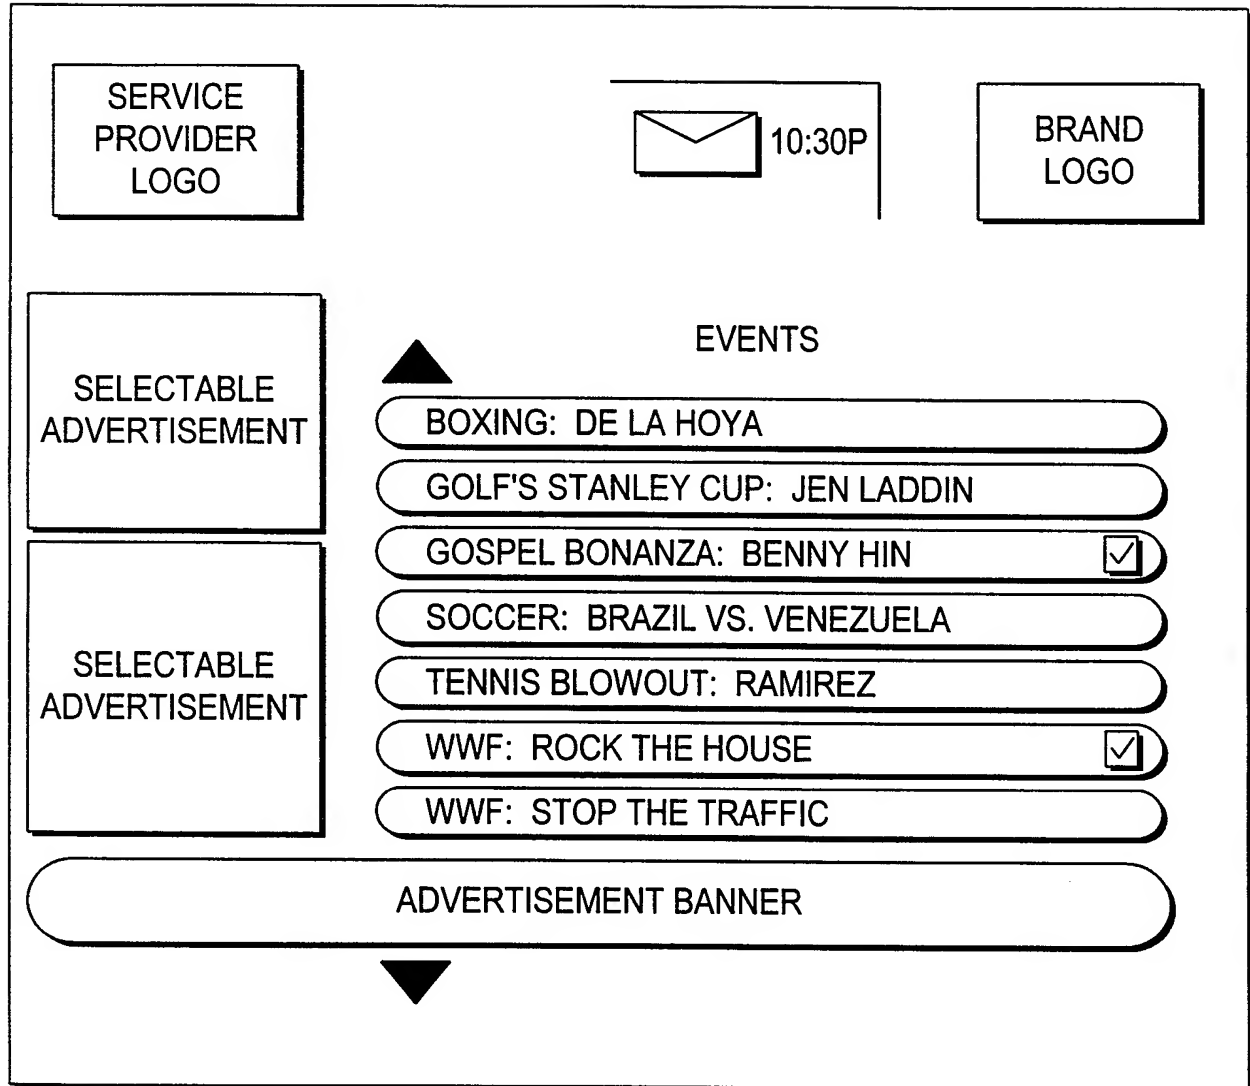 SERVICE
PROVIDER
LOGO
10:30P
BRAND
LOGO
SELECTABLE
ADVERTISEMENT
SELECTABLE
ADVERTISEMENT
EVENTS
BOXING: DE LA HOYA
GOLF'S STANLEY CUP: JEN LADDIN
GOSPEL BONANZA: BENNY HIN
SOCCER: BRAZIL VS. VENEZUELA
TENNIS BLOWOUT: RAMIREZ
WWF: ROCK THE HOUSE
WWF: STOP THE TRAFFIC
ADVERTISEMENT BANNER